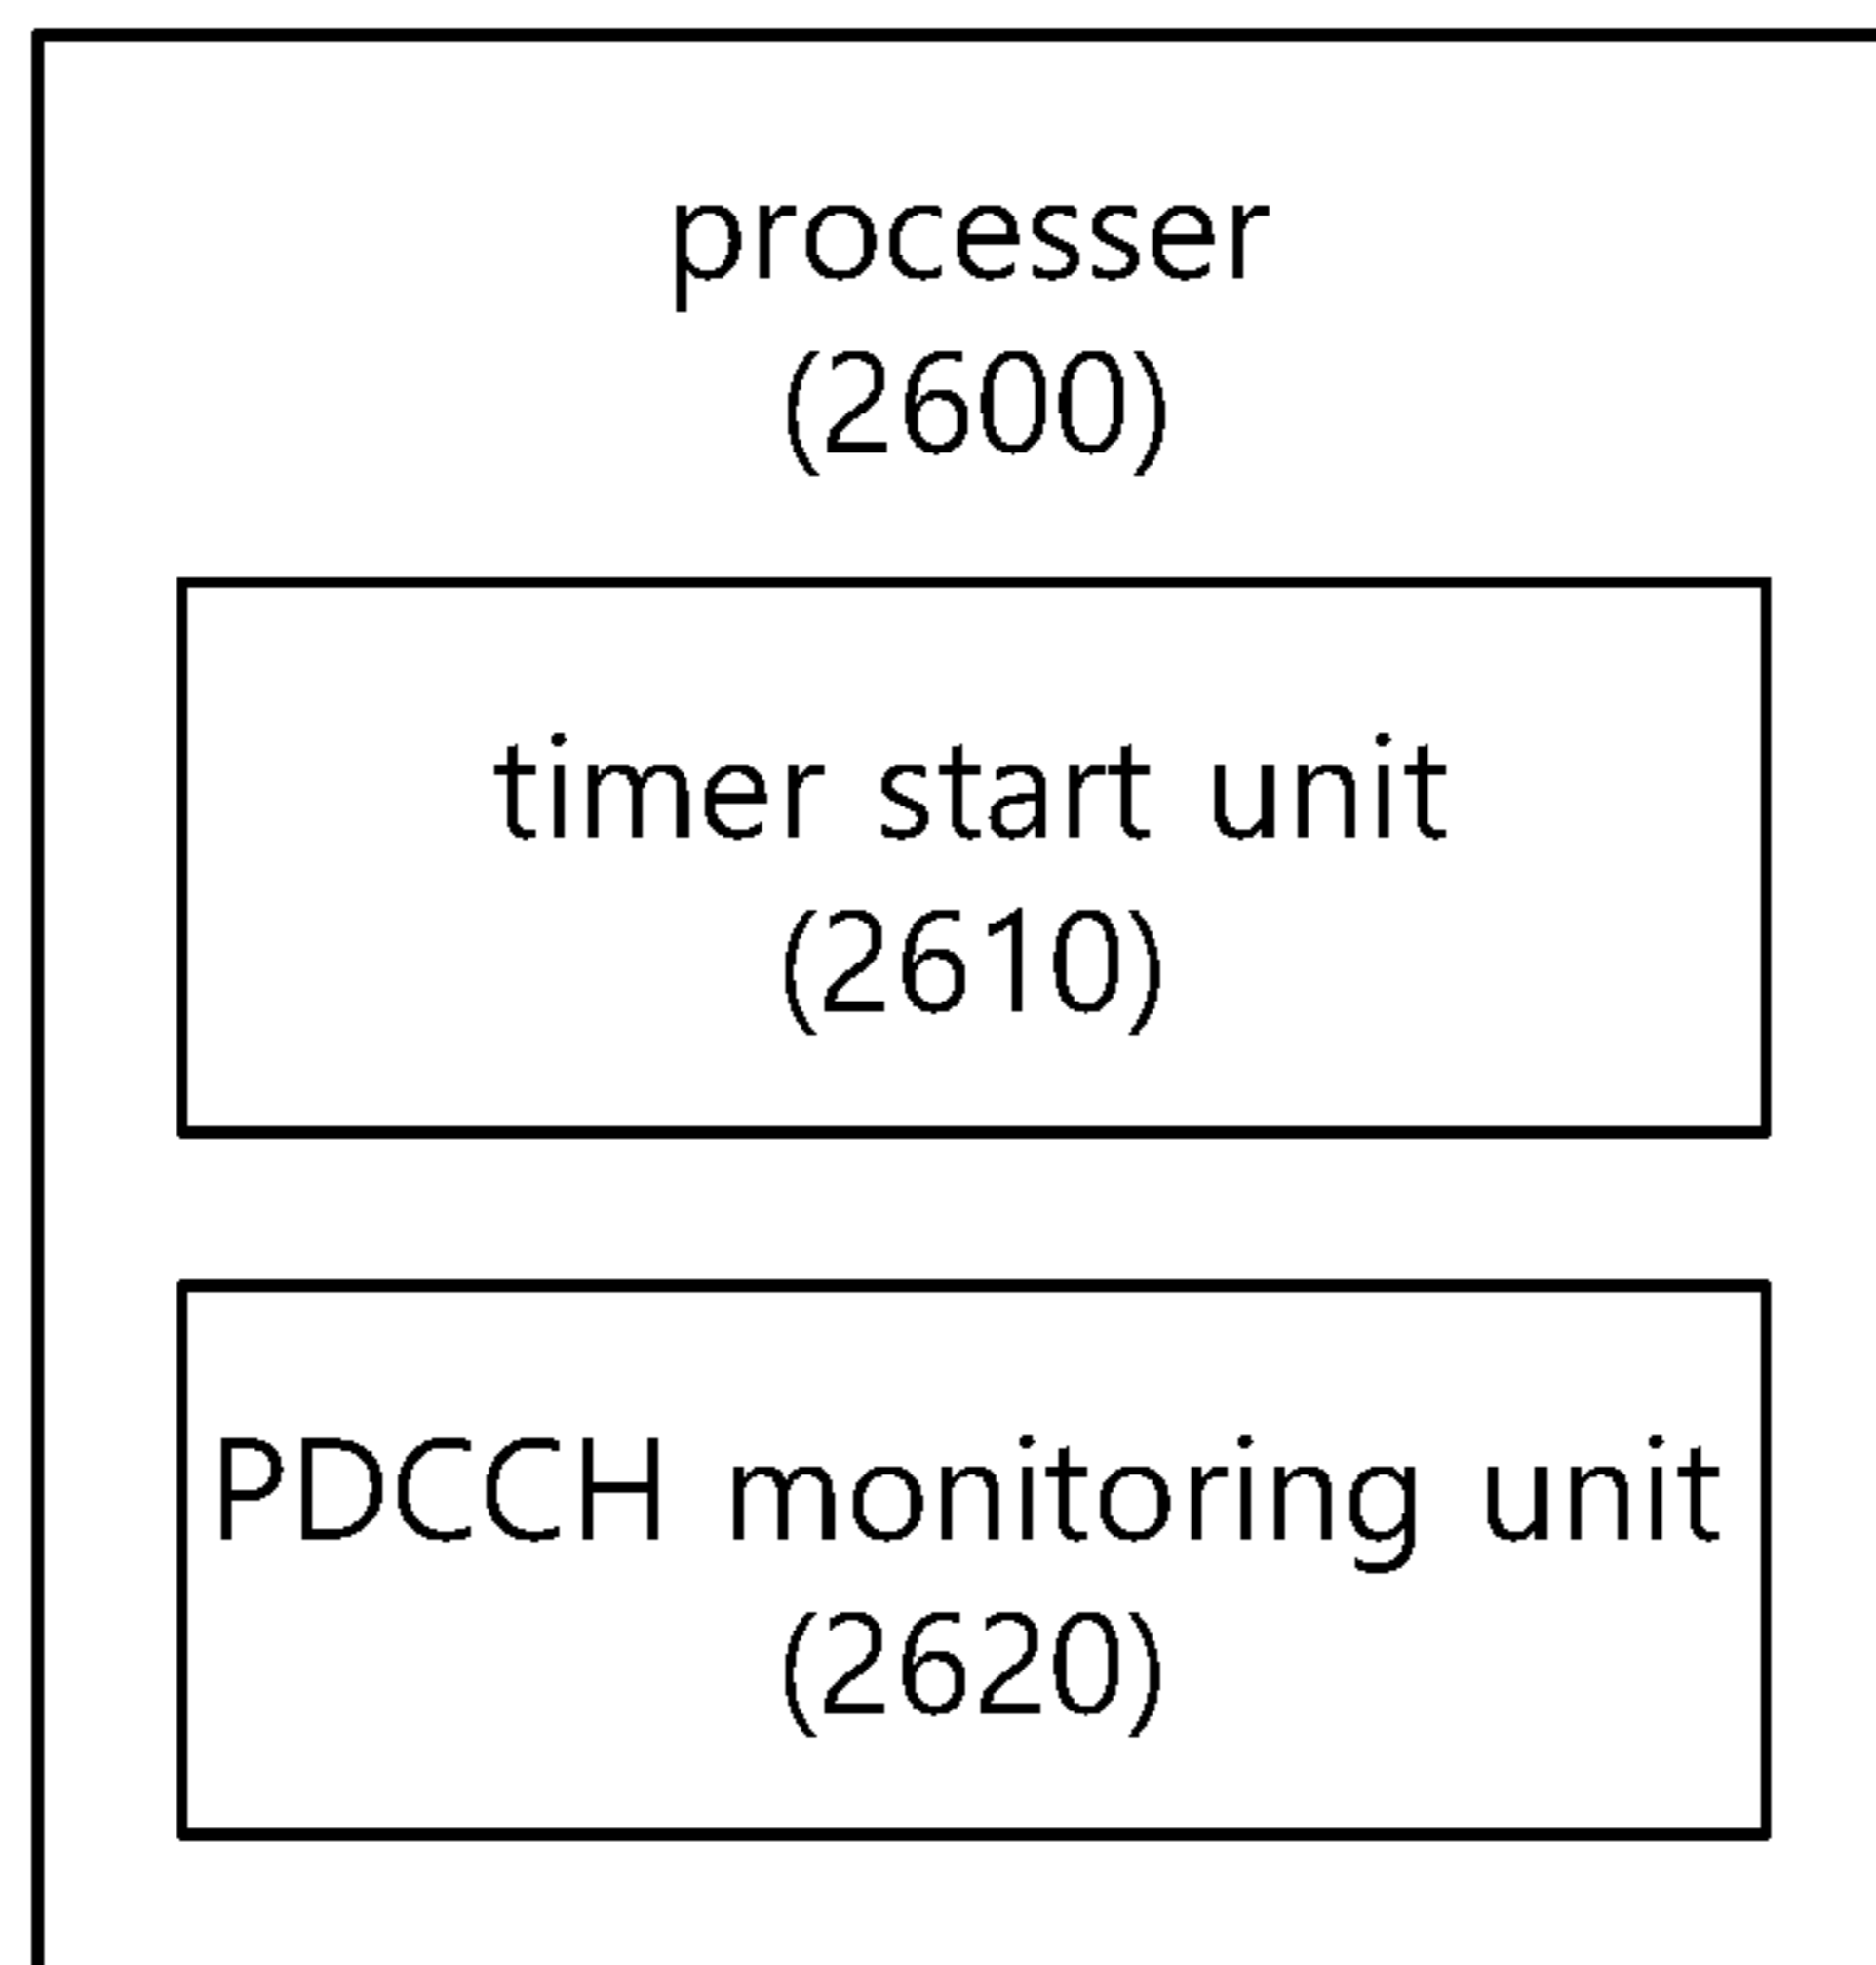 processer
(2600)
timer start unit
(2610)
PDCCH monitoring unit
(2620)